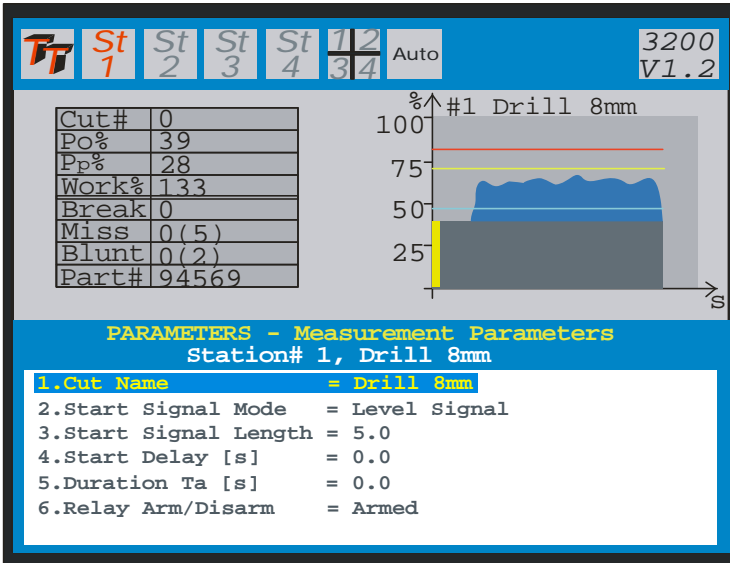 TT St 1 St 2 St 3 St 4 1 2 3 4 Auto 3200 V1.2
Cut# 0
Po% 39
Pp% 28
Work% 133
Break 0
Miss 0(5)
Blunt 0(2)
Part# 94569
% #1 Drill 8mm
100
75
50
25
s
PARAMETERS - Measurement Parameters
Station# 1, Drill 8mm
1.Cut Name = Drill 8mm
2.Start Signal Mode = Level Signal
3.Start Signal Length = 5.0
4.Start Delay [s] = 0.0
5.Duration Ta [s] = 0.0
6.Relay Arm/Disarm = Armed